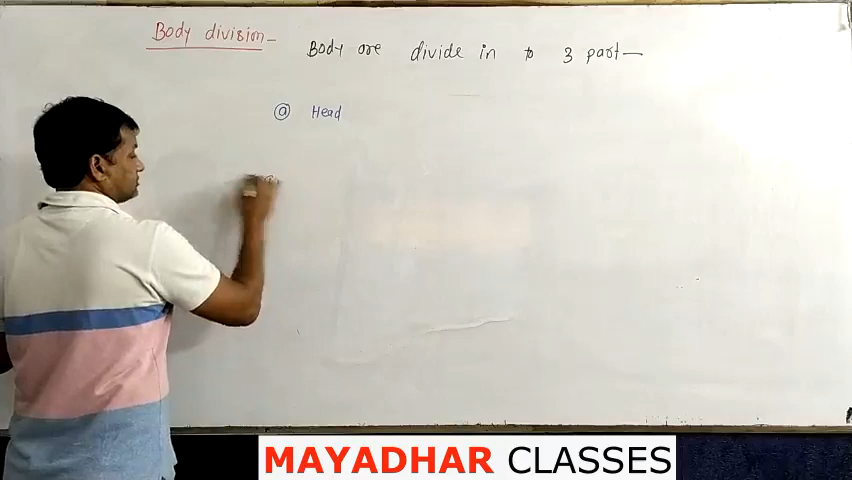 Body division- Body are divide in to 3 part—
ⓐ Head
MAYADHAR CLASSES